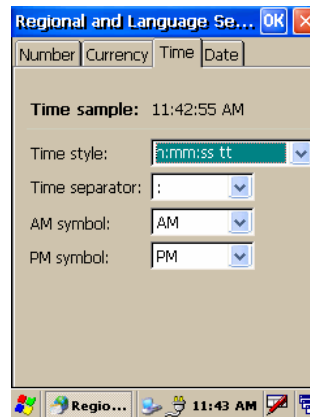 Regional and Language Se... OK
Number Currency Time Date
Time sample: 11:42:55 AM
Time style: h:mm:ss tt
Time separator: :
AM symbol: AM
PM symbol: PM
Regio... 11:43 AM